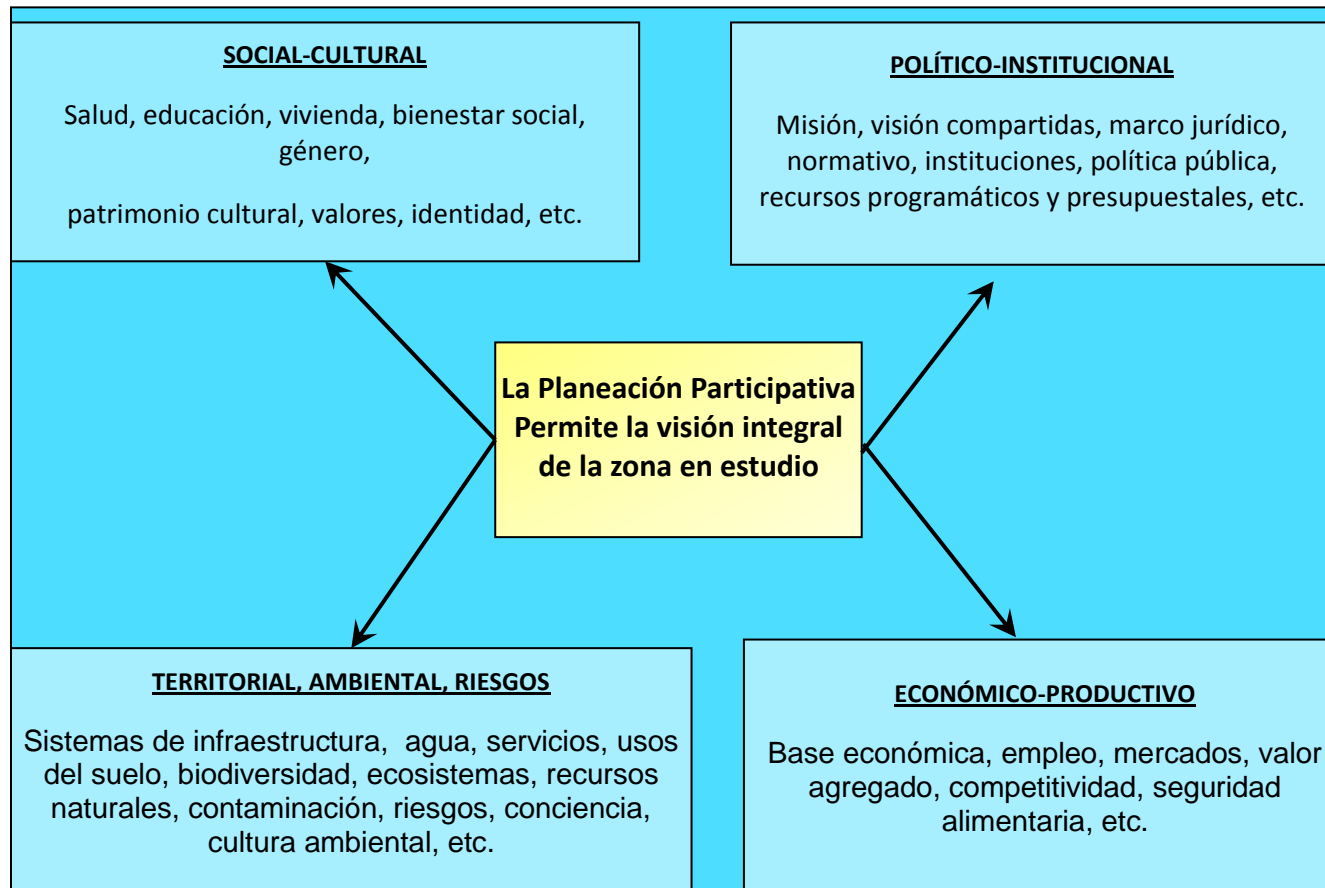 SOCIAL-CULTURAL
Salud, educación, vivienda, bienestar social,
género,
patrimonio cultural, valores, identidad, etc.
POLÍTICO-INSTITUCIONAL
Misión, visión compartidas, marco jurídico,
normativo, instituciones, política pública,
recursos programáticos y presupuestales, etc.
La Planeación Participativa
Permite la visión integral
de la zona en estudio
TERRITORIAL, AMBIENTAL, RIESGOS
Sistemas de infraestructura, agua, servicios, usos
del suelo, biodiversidad, ecosistemas, recursos
naturales, contaminación, riesgos, conciencia,
cultura ambiental, etc.
ECONÓMICO-PRODUCTIVO
Base económica, empleo, mercados, valor
agregado, competitividad, seguridad
alimentaria, etc.